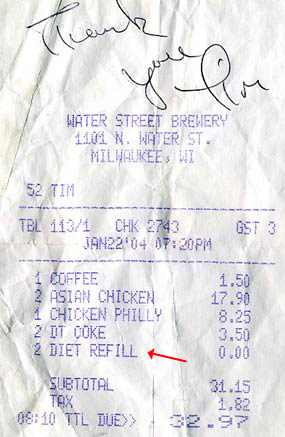 Thank
you Tim
WATER STREET BREWERY
1101 N. WATER ST.
MILWAUKEE, WI
52 TIM
TBL 113/1 CHK 2743 GST 3
JAN22'04 07:20PM
1 COFFEE 1.50
2 ASIAN CHICKEN 17.90
1 CHICKEN PHILLY 8.25
2 DT COKE 3.50
2 DIET REFILL 0.00
SUBTOTAL 31.15
TAX 1.82
08:10 TTL DUE>> 32.97